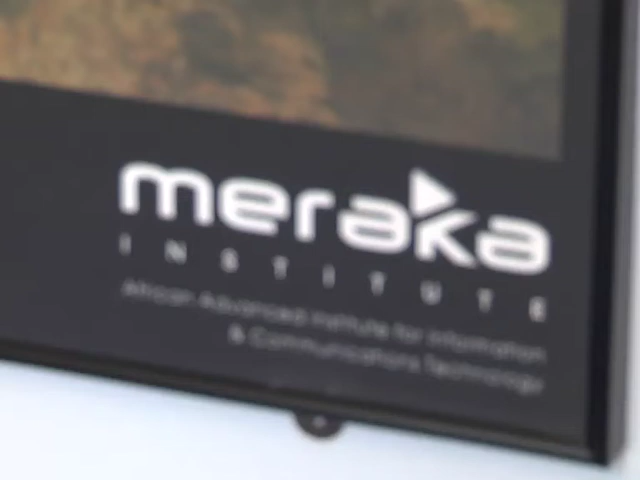 meraka
INSTITUTE
African Advanced Institute for Information
& Communications Technology